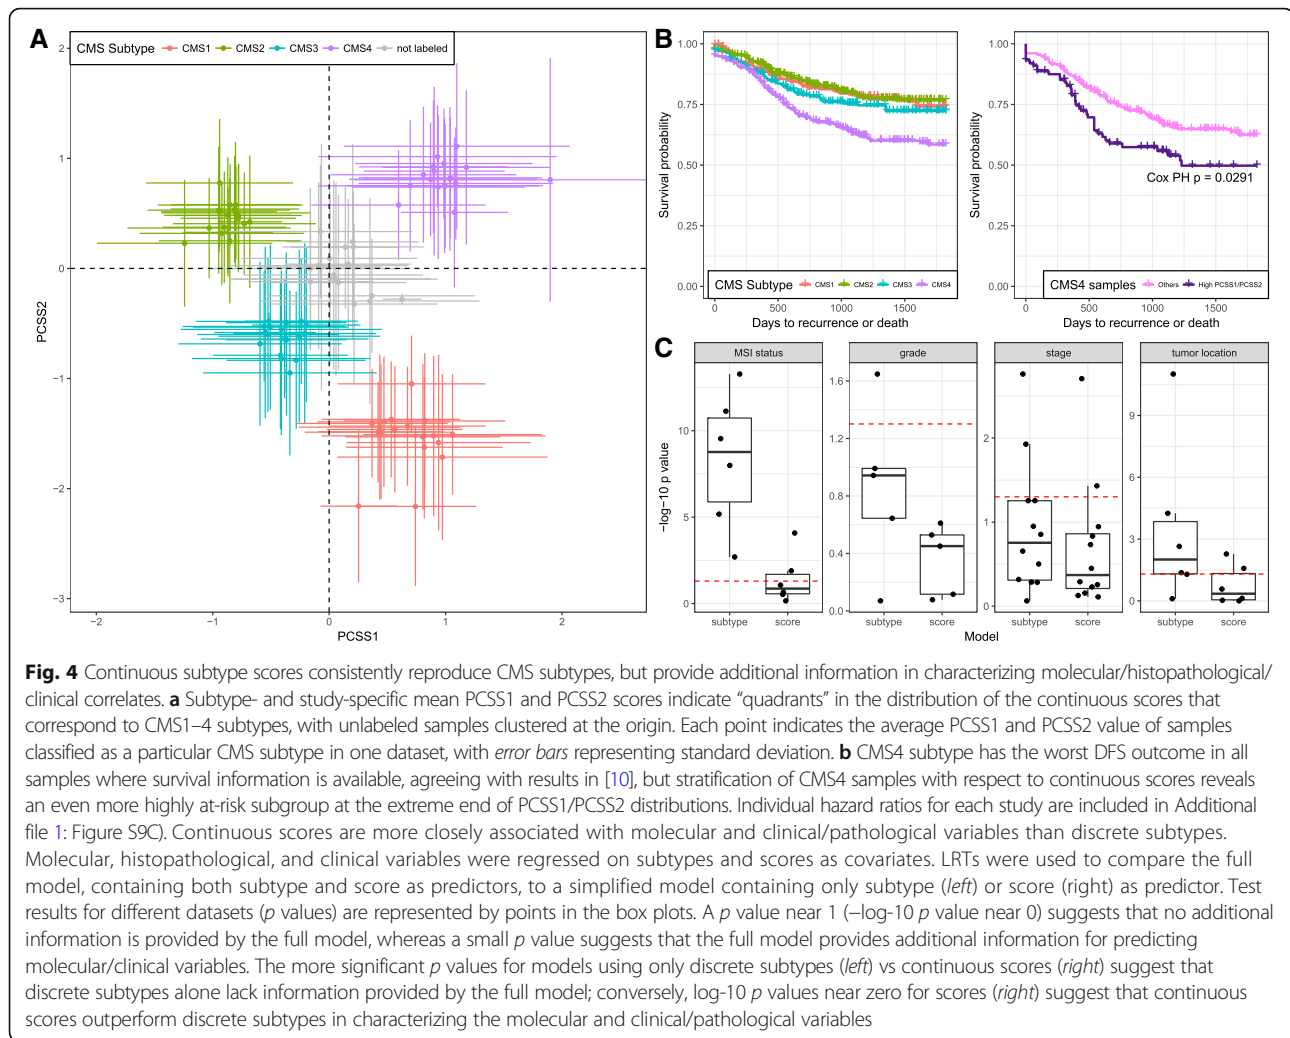 A
CMS Subtype CMS1 CMS2 CMS3 CMS4 not labeled
2
1
0
−1
−2
−3
PCSS2
−2 −1 0 1 2
PCSS1
B
1.00
0.75
0.50
0.25
0.00
Survival probability
CMS Subtype CMS1 CMS2 CMS3 CMS4
0 500 1000 1500
Days to recurrence or death
1.00
0.75
0.50
0.25
0.00
Survival probability
Cox PH p = 0.0291
CMS4 samples Others High PCSS1/PCSS2
0 500 1000 1500
Days to recurrence or death
C
MSI status
grade
stage
tumor location
−log−10 p value
10
5
0
1.6
1.2
0.8
0.4
0.0
2
1
0
9
6
3
0
subtype score subtype score subtype score subtype score
Model
Fig. 4 Continuous subtype scores consistently reproduce CMS subtypes, but provide additional information in characterizing molecular/histopathological/
clinical correlates. a Subtype- and study-specific mean PCSS1 and PCSS2 scores indicate “quadrants” in the distribution of the continuous scores that
correspond to CMS1–4 subtypes, with unlabeled samples clustered at the origin. Each point indicates the average PCSS1 and PCSS2 value of samples
classified as a particular CMS subtype in one dataset, with error bars representing standard deviation. b CMS4 subtype has the worst DFS outcome in all
samples where survival information is available, agreeing with results in [10], but stratification of CMS4 samples with respect to continuous scores reveals
an even more highly at-risk subgroup at the extreme end of PCSS1/PCSS2 distributions. Individual hazard ratios for each study are included in Additional
file 1: Figure S9C). Continuous scores are more closely associated with molecular and clinical/pathological variables than discrete subtypes.
Molecular, histopathological, and clinical variables were regressed on subtypes and scores as covariates. LRTs were used to compare the full
model, containing both subtype and score as predictors, to a simplified model containing only subtype (left) or score (right) as predictor. Test
results for different datasets (p values) are represented by points in the box plots. A p value near 1 (−log-10 p value near 0) suggests that no additional
information is provided by the full model, whereas a small p value suggests that the full model provides additional information for predicting
molecular/clinical variables. The more significant p values for models using only discrete subtypes (left) vs continuous scores (right) suggest that
discrete subtypes alone lack information provided by the full model; conversely, log-10 p values near zero for scores (right) suggest that continuous
scores outperform discrete subtypes in characterizing the molecular and clinical/pathological variables